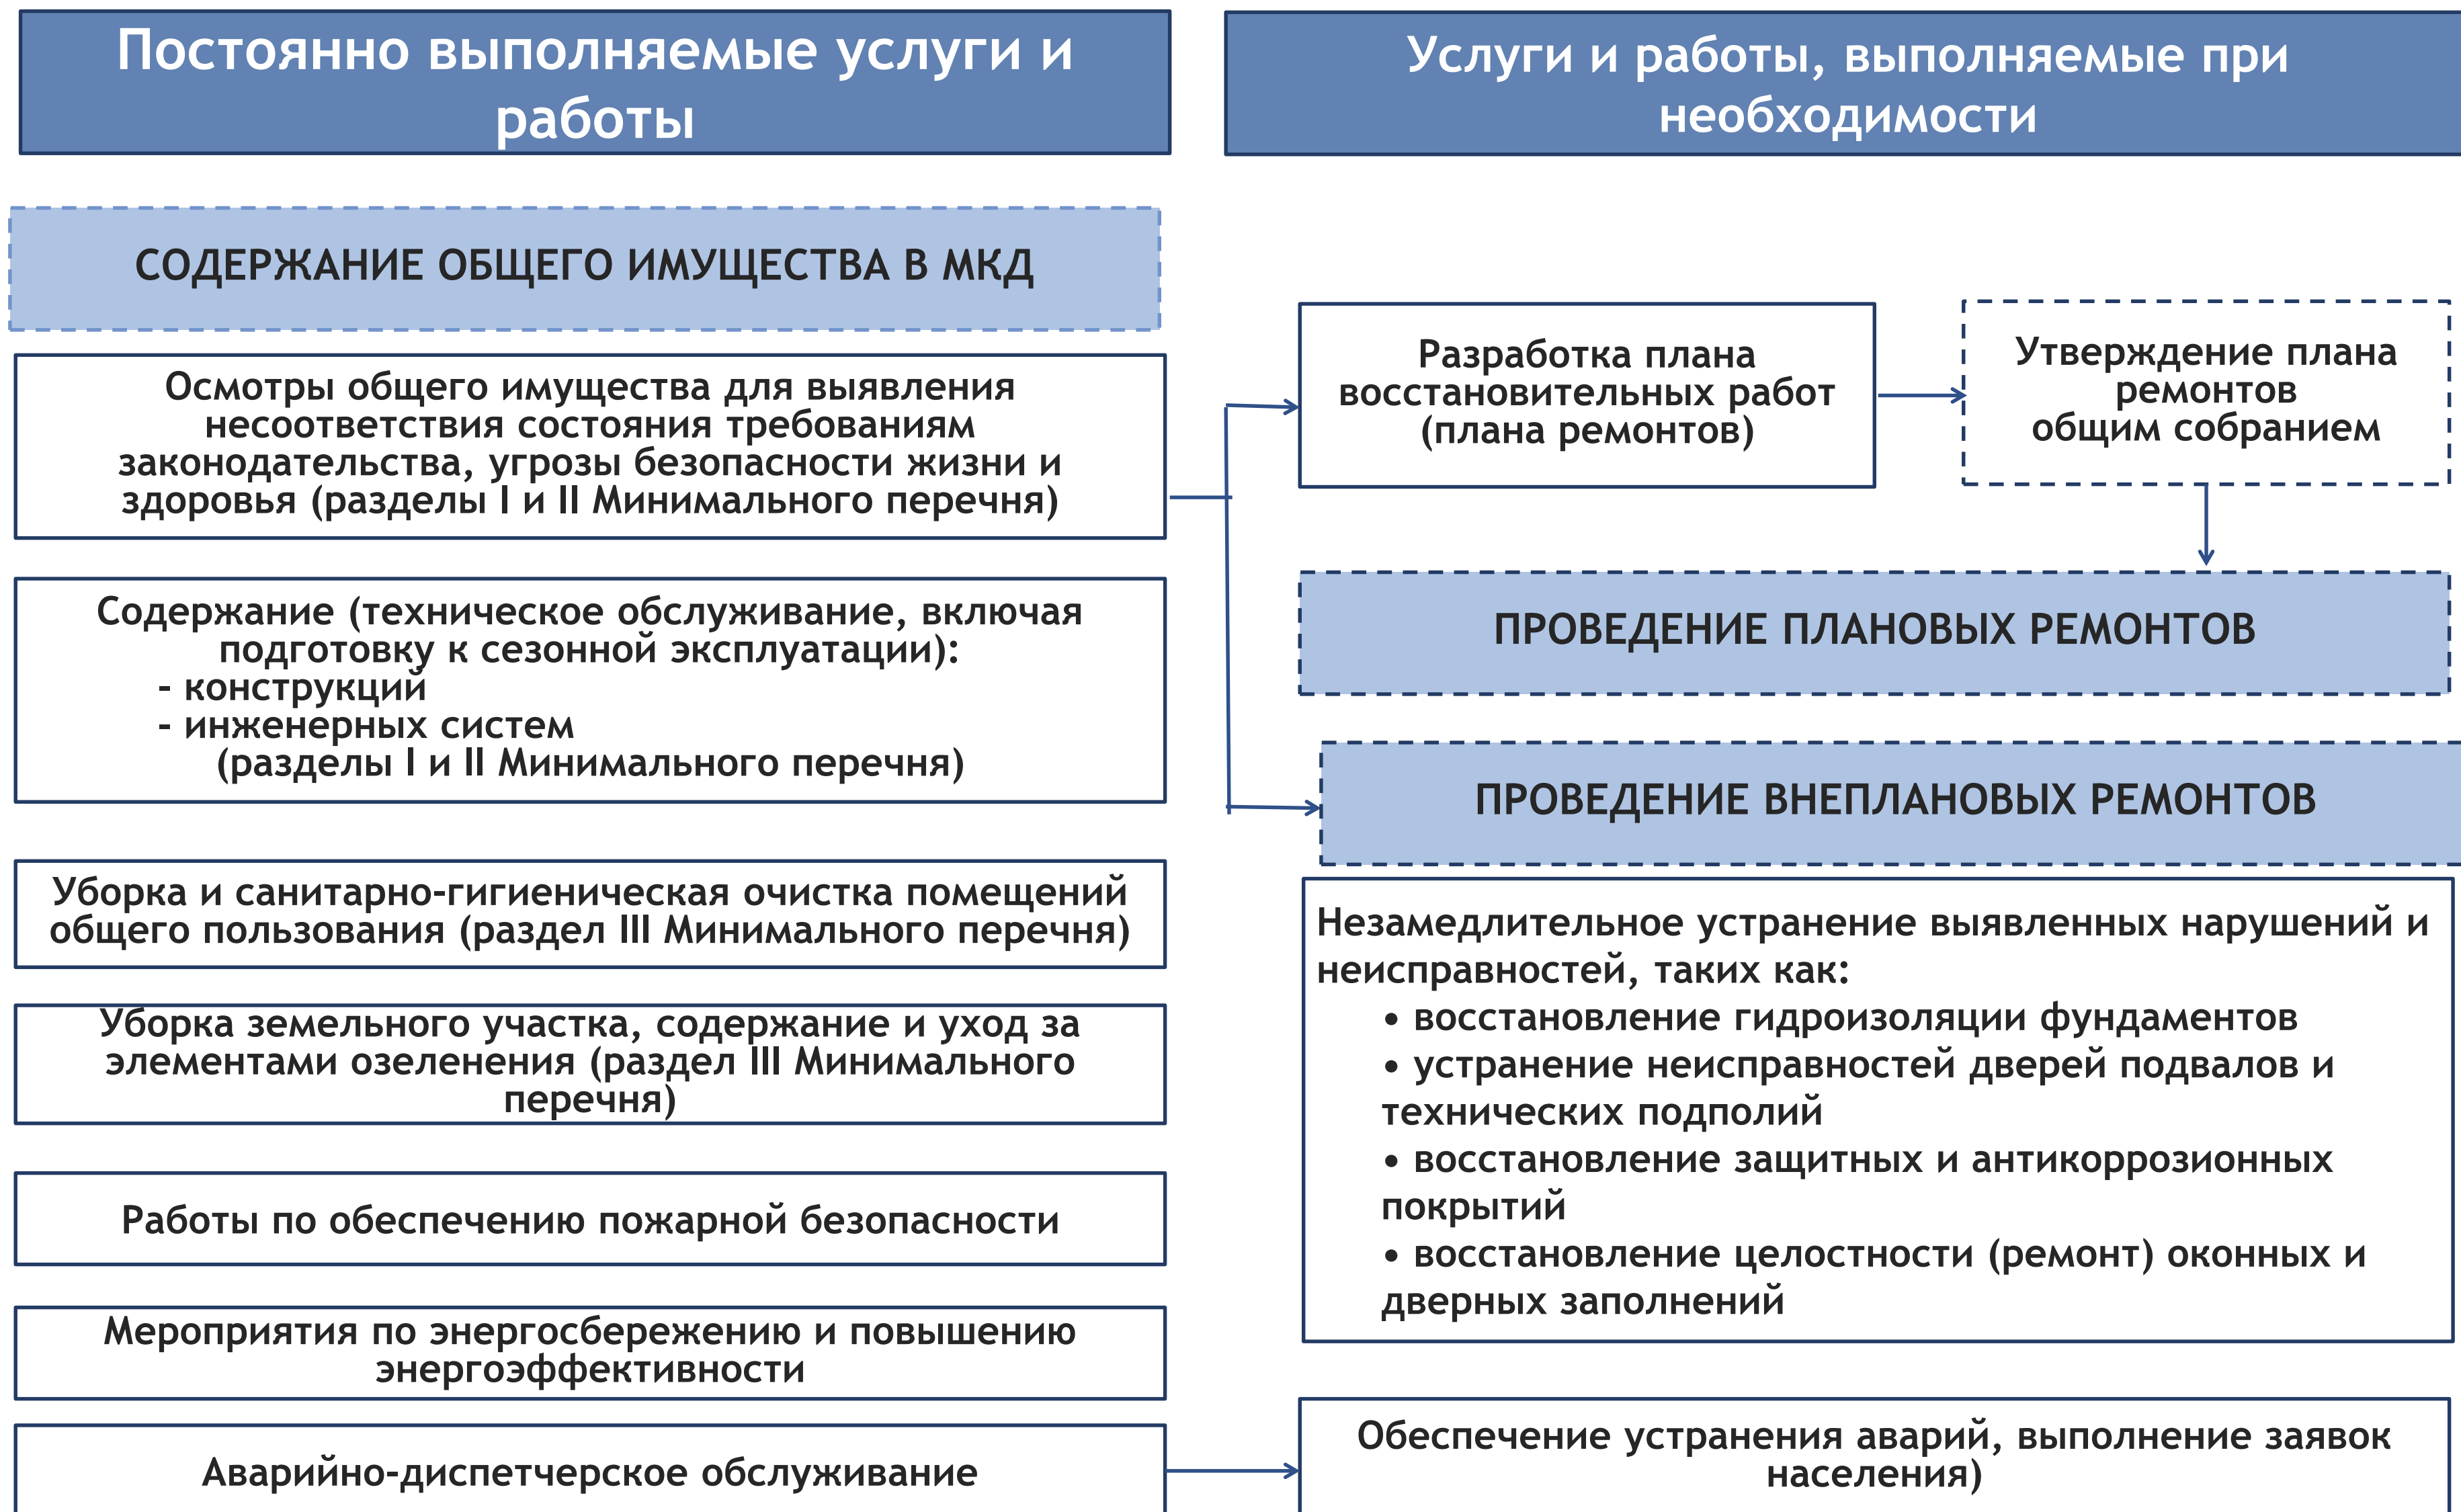 Постоянно выполняемые услуги и
работы
Услуги и работы, выполняемые при
необходимости
СОДЕРЖАНИЕ ОБЩЕГО ИМУЩЕСТВА В МКД
Осмотры общего имущества для выявления
несоответствия состояния требованиям
законодательства, угрозы безопасности жизни и
здоровья (разделы I и II Минимального перечня)
Содержание (техническое обслуживание, включая
подготовку к сезонной эксплуатации):
- конструкций
- инженерных систем
(разделы I и II Минимального перечня)
Уборка и санитарно-гигиеническая очистка помещений
общего пользования (раздел III Минимального перечня)
Уборка земельного участка, содержание и уход за
элементами озеленения (раздел III Минимального
перечня)
Работы по обеспечению пожарной безопасности
Мероприятия по энергосбережению и повышению
энергоэффективности
Аварийно-диспетчерское обслуживание
Разработка плана
восстановительных работ
(плана ремонтов)
Утверждение плана
ремонтов
общим собранием
ПРОВЕДЕНИЕ ПЛАНОВЫХ РЕМОНТОВ
ПРОВЕДЕНИЕ ВНЕПЛАНОВЫХ РЕМОНТОВ
Незамедлительное устранение выявленных нарушений и
неисправностей, таких как:
• восстановление гидроизоляции фундаментов
• устранение неисправностей дверей подвалов и
технических подполий
• восстановление защитных и антикоррозионных
покрытий
• восстановление целостности (ремонт) оконных и
дверных заполнений
Обеспечение устранения аварий, выполнение заявок
населения)